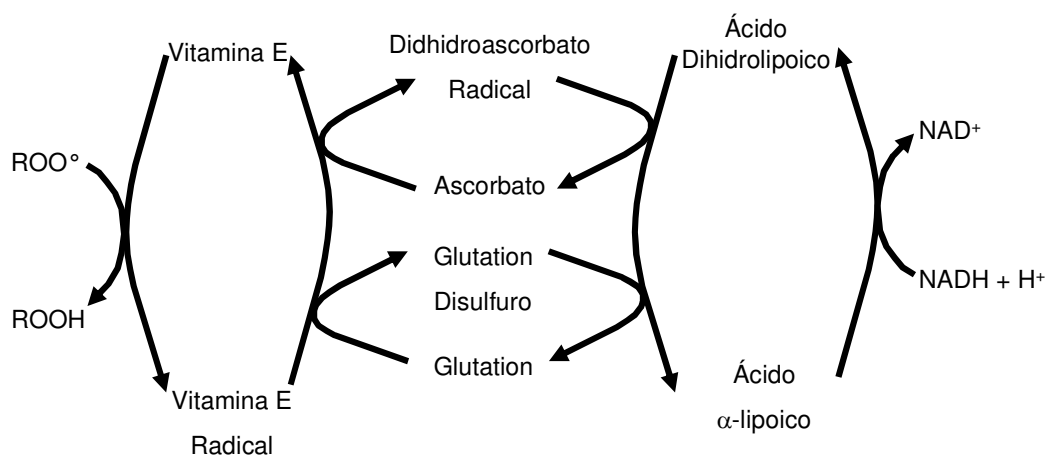 Vitamina E
Didhidroascorbato
Radical
Ácido
Dihidrolipoico
ROO°
NAD⁺
Ascorbato
Glutation
Disulfuro
NADH + H⁺
ROOH
Glutation
Vitamina E
Radical
Ácido
α-lipoico